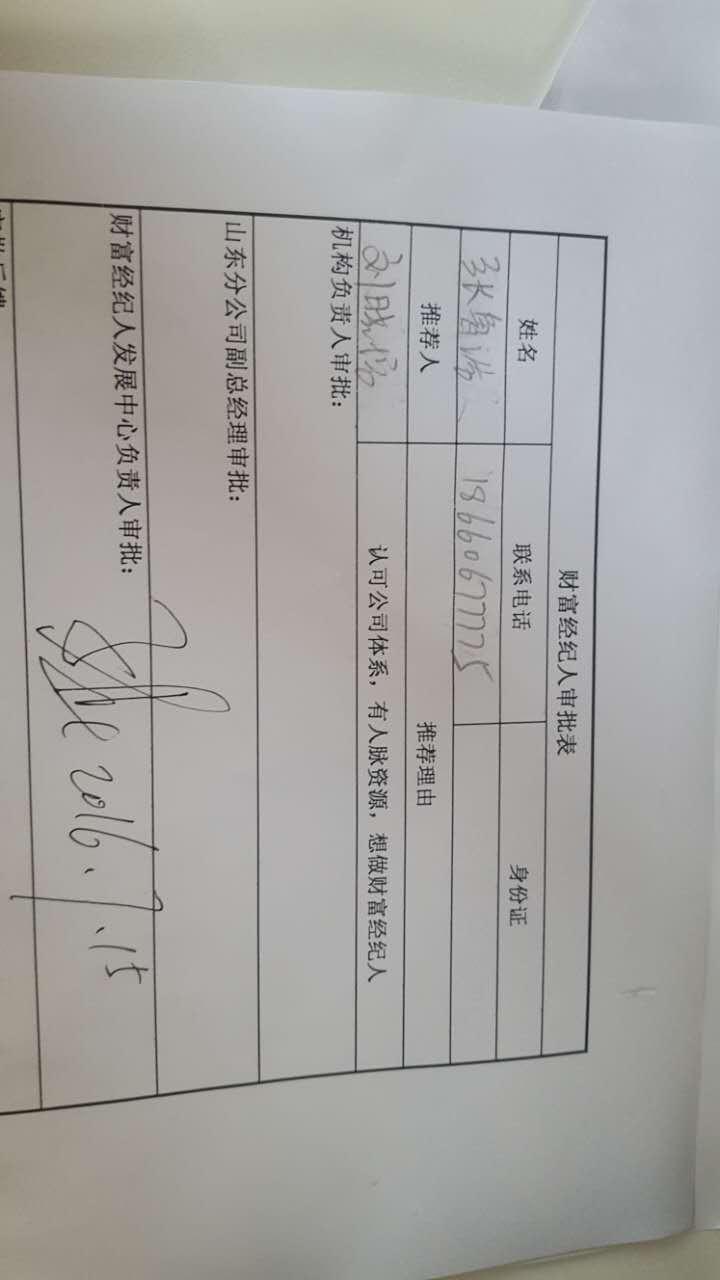 财富经纪人审批表
姓名 联系电话 身份证
张鲁浩 18660677725
推荐人 推荐理由
刘晓 认可公司体系，有人脉资源，想做财富经纪人
机构负责人审批：
山东分公司副总经理审批：
财富经纪人发展中心负责人审批：
2016.7.15